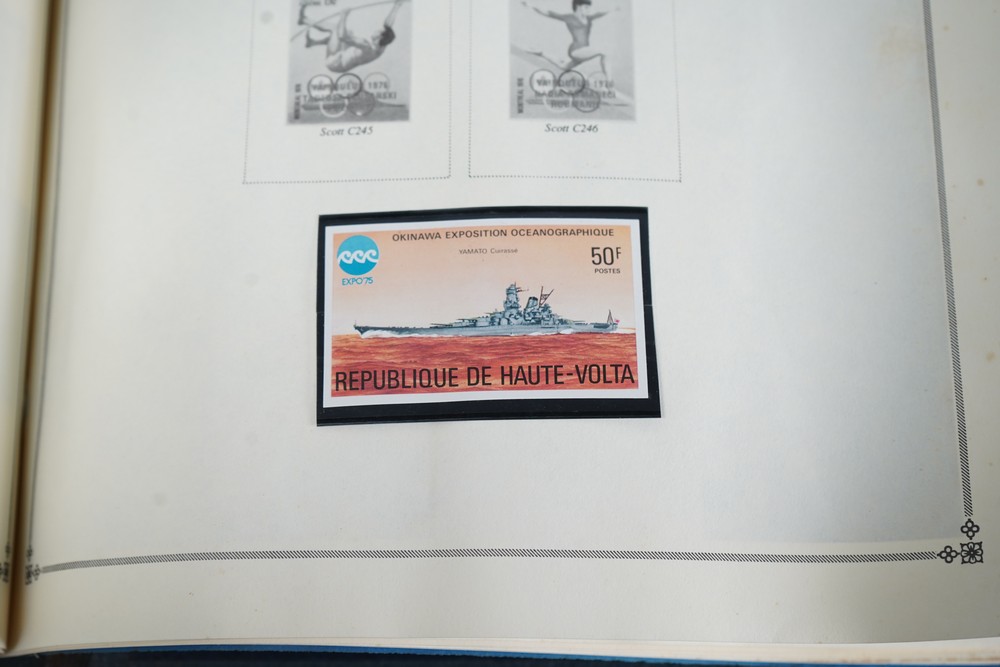 Scott C245
Scott C246
OKINAWA EXPOSITION OCEANOGRAPHIQUE
YAMATO Cuirassé
50F
POSTES
EXPO'75
REPUBLIQUE DE HAUTE-VOLTA